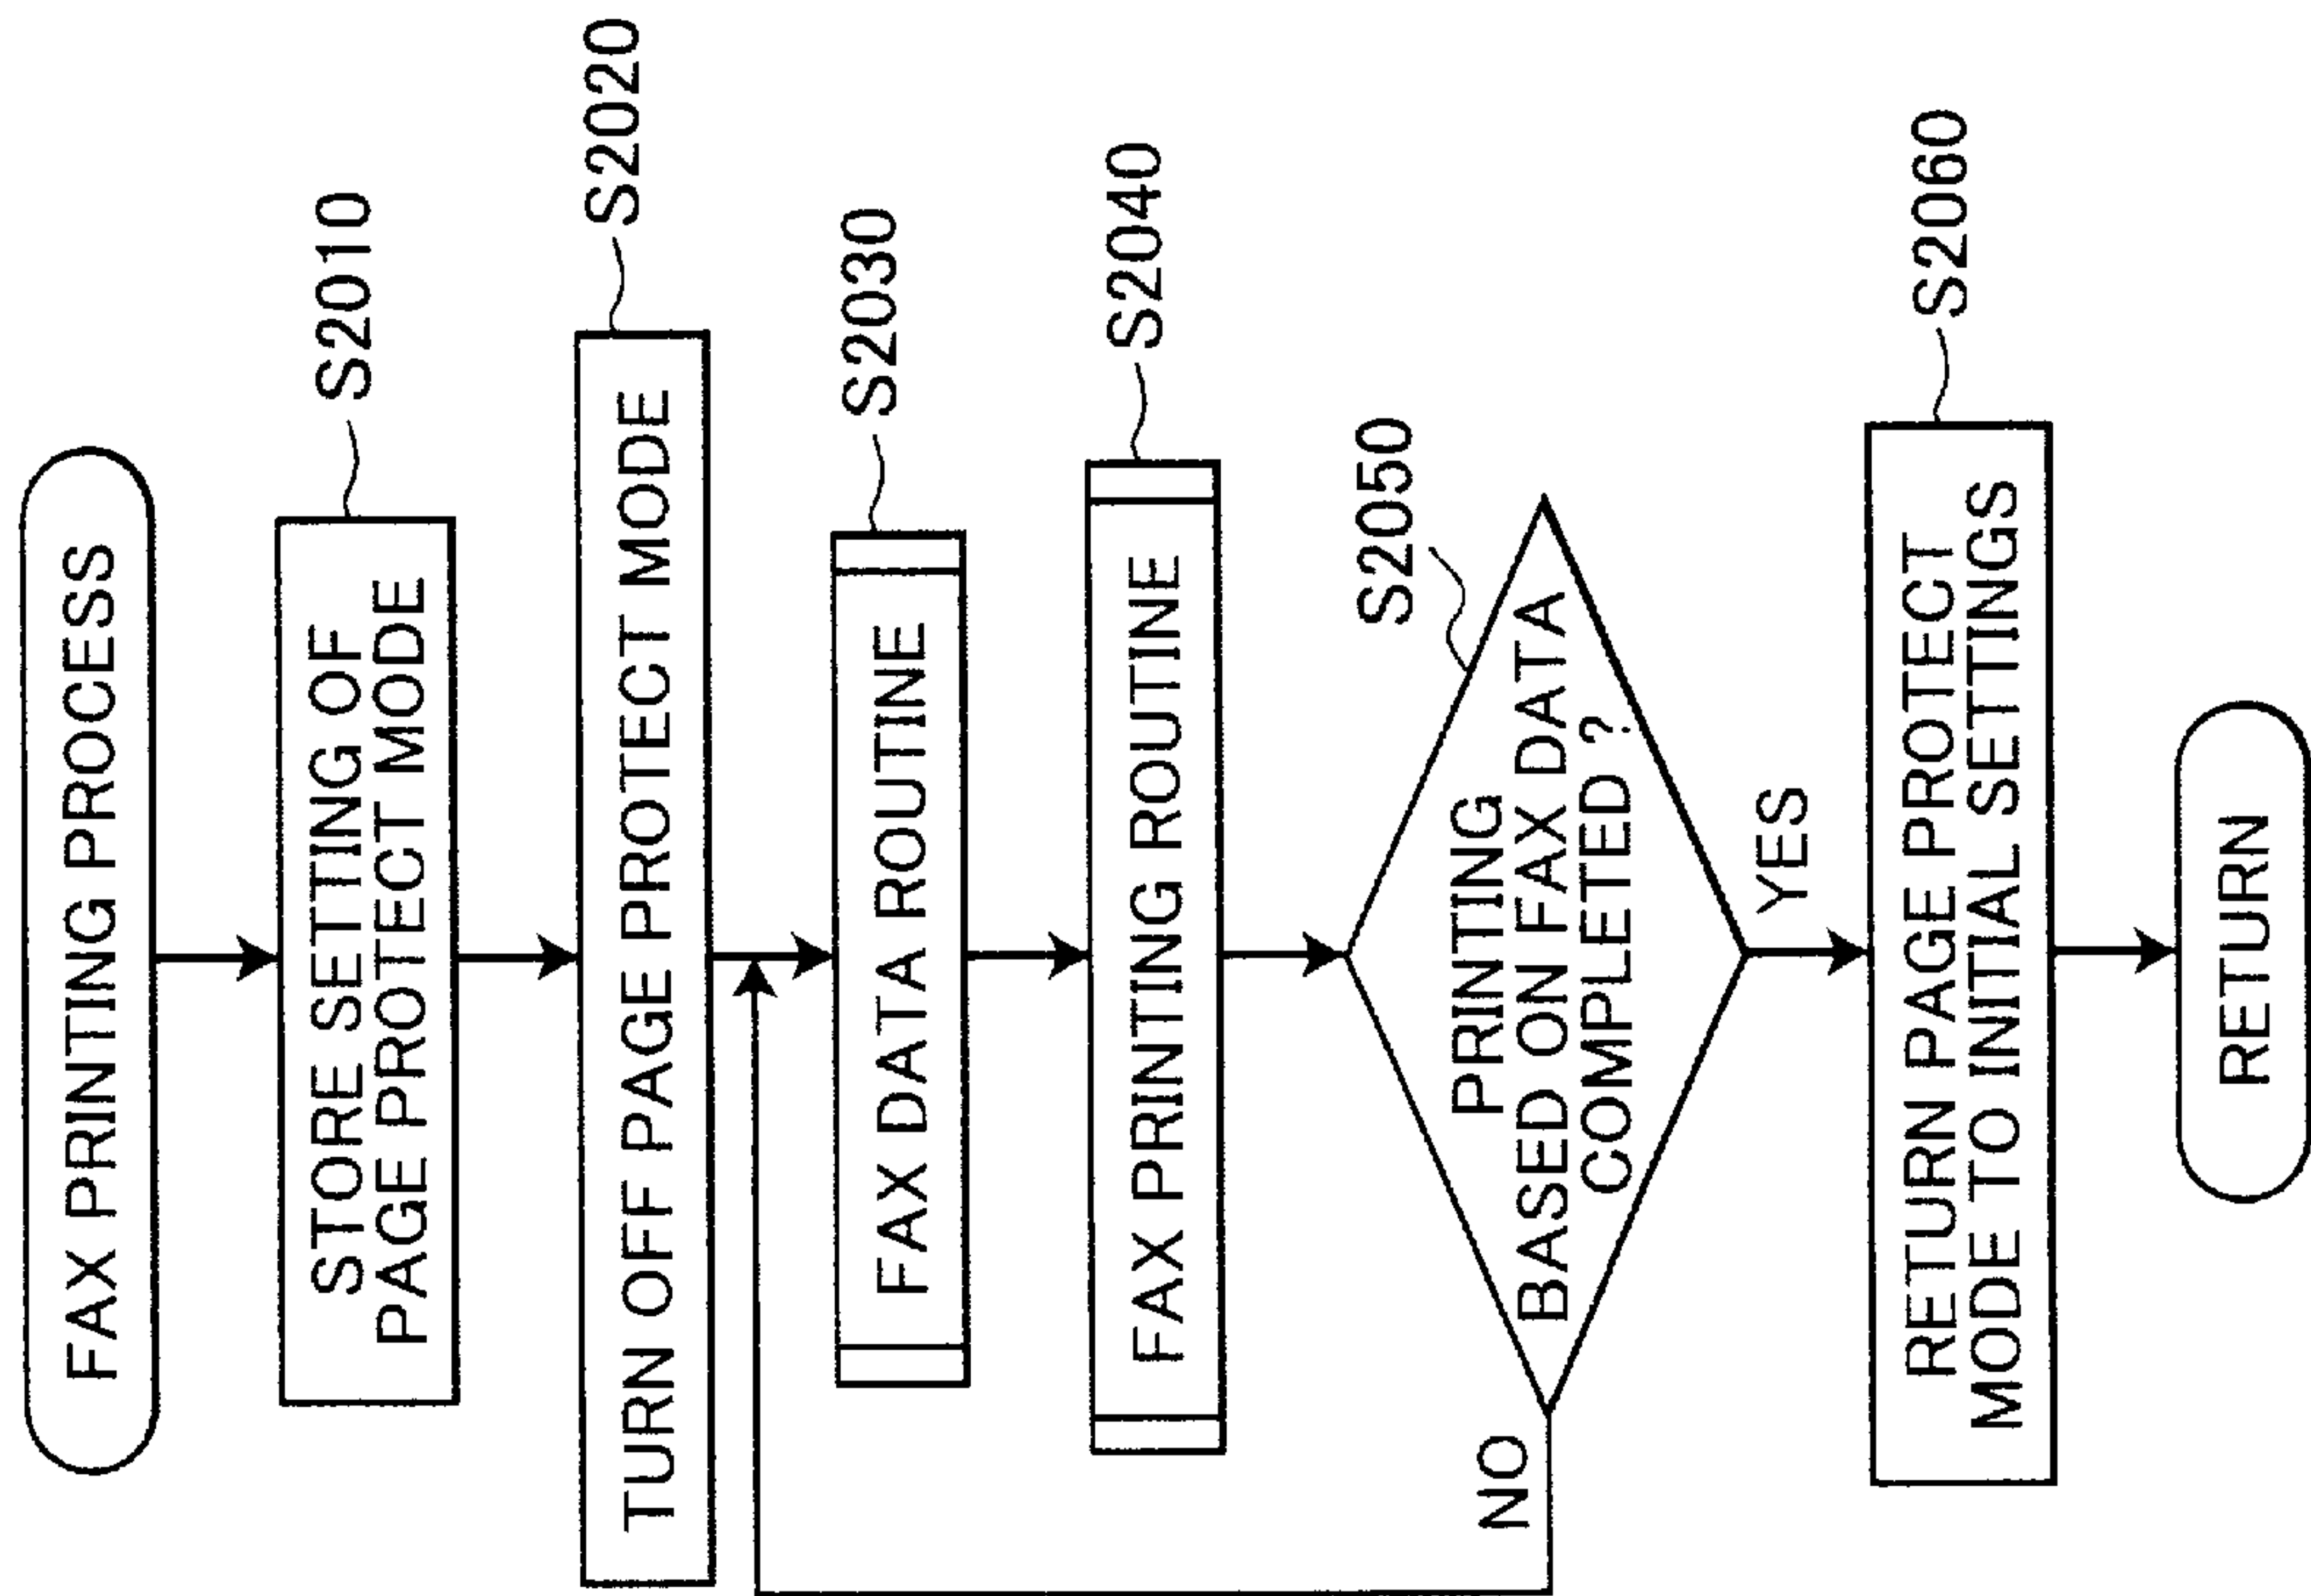 FAX PRINTING PROCESS
STORE SETTING OF
PAGE PROTECT MODE
S2010
TURN OFF PAGE PROTECT MODE
S2020
FAX DATA ROUTINE
S2030
FAX PRINTING ROUTINE
S2040
PRINTING
BASED ON FAX DATA
COMPLETED ?
S2050
NO
YES
RETURN PAGE PROTECT
MODE TO INITIAL SETTINGS
S2060
RETURN